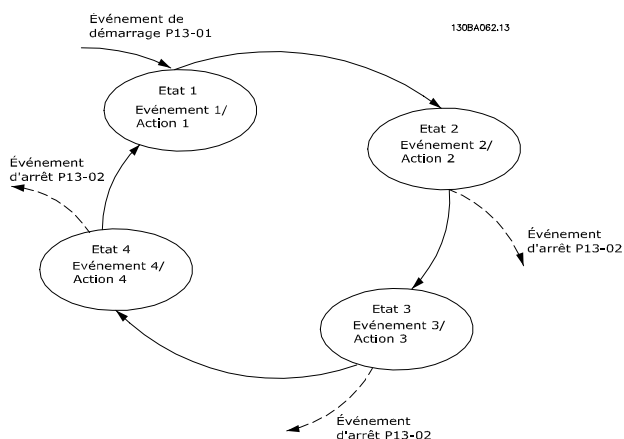 Événement de
démarrage P13-01
130BA062.13
Etat 1
Evénement 1/
Action 1
Etat 2
Evénement 2/
Action 2
Événement
d'arrêt P13-02
Événement
d'arrêt P13-02
Etat 4
Evénement 4/
Action 4
Etat 3
Evénement 3/
Action 3
Événement
d'arrêt P13-02